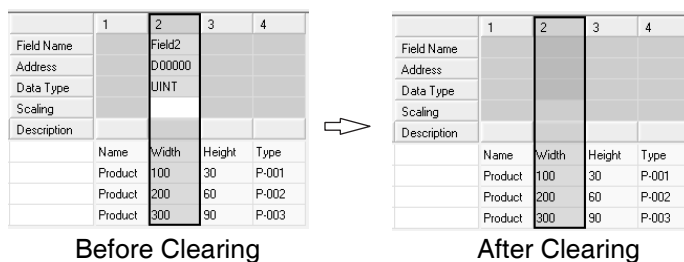 1 2 3 4
Field Name Field2
Address D00000
Data Type UINT
Scaling
Description
Name Width Height Type
Product 100 30 P-001
Product 200 60 P-002
Product 300 90 P-003
Before Clearing
1 2 3 4
Field Name
Address
Data Type
Scaling
Description
Name Width Height Type
Product 100 30 P-001
Product 200 60 P-002
Product 300 90 P-003
After Clearing